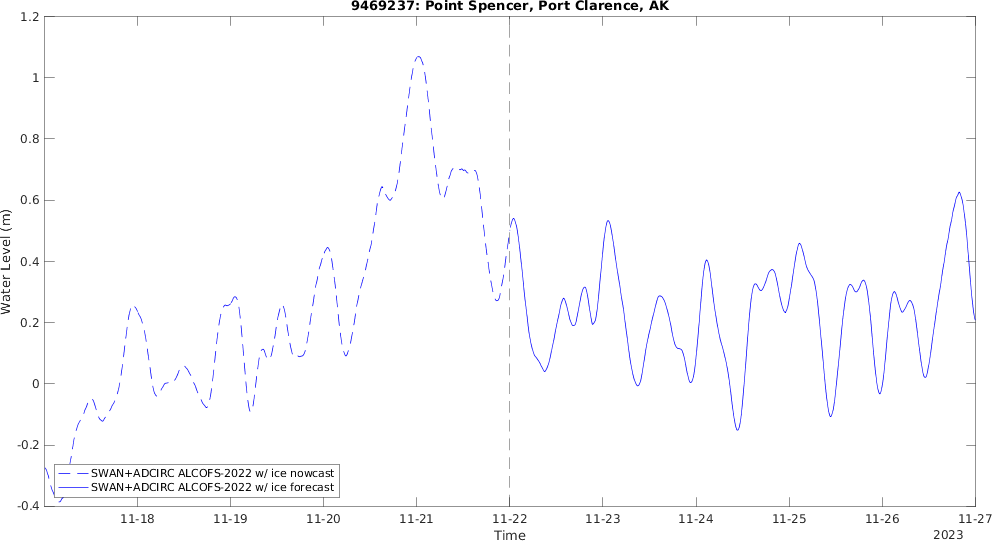 9469237: Point Spencer, Port Clarence, AK
1.2
1
0.8
0.6
0.4
0.2
0
-0.2
-0.4
Water Level (m)
SWAN+ADCIRC ALCOFS-2022 w/ ice nowcast
SWAN+ADCIRC ALCOFS-2022 w/ ice forecast
11-18 11-19 11-20 11-21 11-22 11-23 11-24 11-25 11-26 11-27
Time
2023